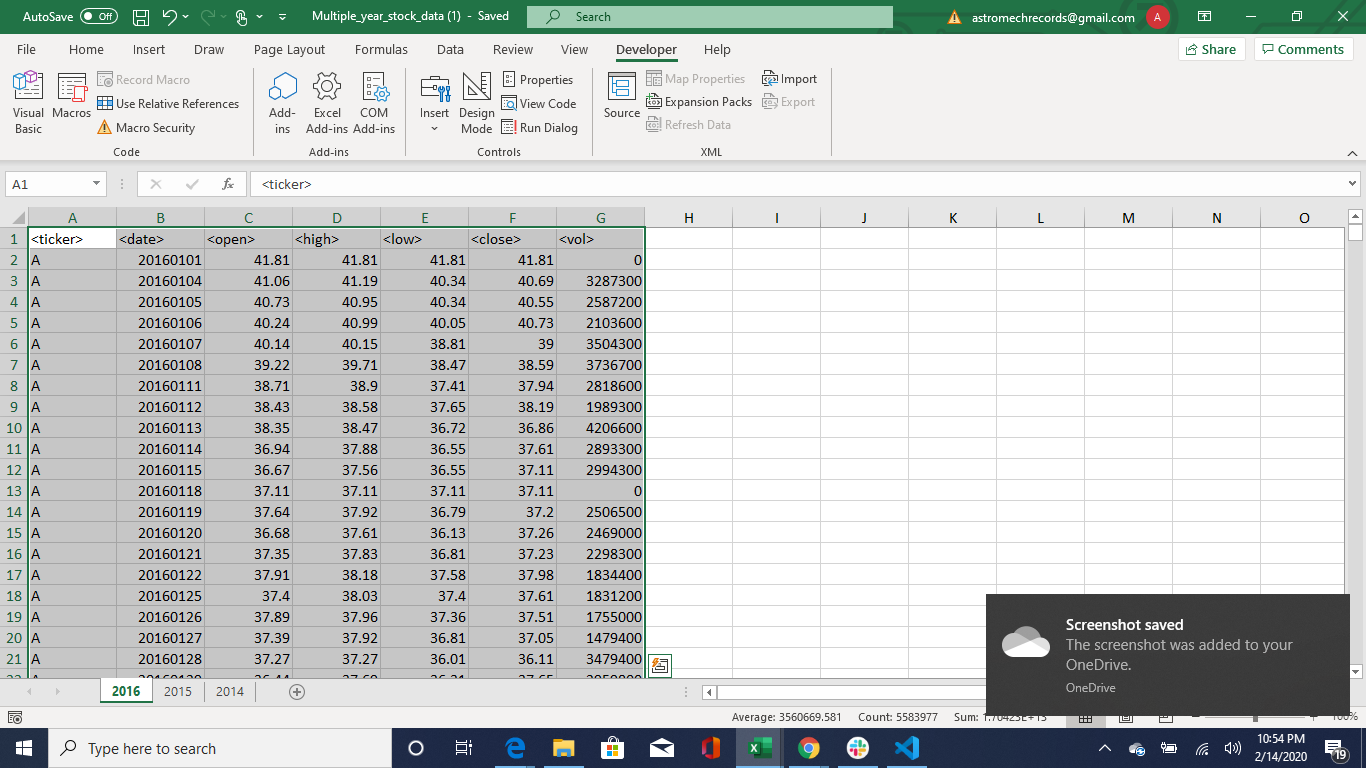 AutoSave Off Multiple_year_stock_data (1) - Saved Search astromechrecords@gmail.com A
File Home Insert Draw Page Layout Formulas Data Review View Developer Help Share Comments
Visual Basic Macros Record Macro Use Relative References Macro Security
Code
Add-ins Excel Add-ins COM Add-ins
Add-ins
Insert Design Mode Properties View Code Run Dialog
Controls
Source Map Properties Expansion Packs Refresh Data Import Export
XML
A1 fx <ticker>
A B C D E F G H I J K L M N O
1 <ticker> <date> <open> <high> <low> <close> <vol>
2 A 20160101 41.81 41.81 41.81 41.81 0
3 A 20160104 41.06 41.19 40.34 40.69 3287300
4 A 20160105 40.73 40.95 40.34 40.55 2587200
5 A 20160106 40.24 40.99 40.05 40.73 2103600
6 A 20160107 40.14 40.15 38.81 39 3504300
7 A 20160108 39.22 39.71 38.47 38.59 3736700
8 A 20160111 38.71 38.9 37.41 37.94 2818600
9 A 20160112 38.43 38.58 37.65 38.19 1989300
10 A 20160113 38.35 38.47 36.72 36.86 4206600
11 A 20160114 36.94 37.88 36.55 37.61 2893300
12 A 20160115 36.67 37.56 36.55 37.11 2994300
13 A 20160118 37.11 37.11 37.11 37.11 0
14 A 20160119 37.64 37.92 36.79 37.2 2506500
15 A 20160120 36.68 37.61 36.13 37.26 2469000
16 A 20160121 37.35 37.83 36.81 37.23 2298300
17 A 20160122 37.91 38.18 37.58 37.98 1834400
18 A 20160125 37.4 38.03 37.4 37.61 1831200
19 A 20160126 37.89 37.96 37.36 37.51 1755000
20 A 20160127 37.39 37.92 36.81 37.05 1479400
21 A 20160128 37.27 37.27 36.01 36.11 3479400
Screenshot saved
The screenshot was added to your
OneDrive.
OneDrive
2016 2015 2014
Average: 3560669.581 Count: 5583977 Sum: 100%
Type here to search
10:54 PM
2/14/2020
19